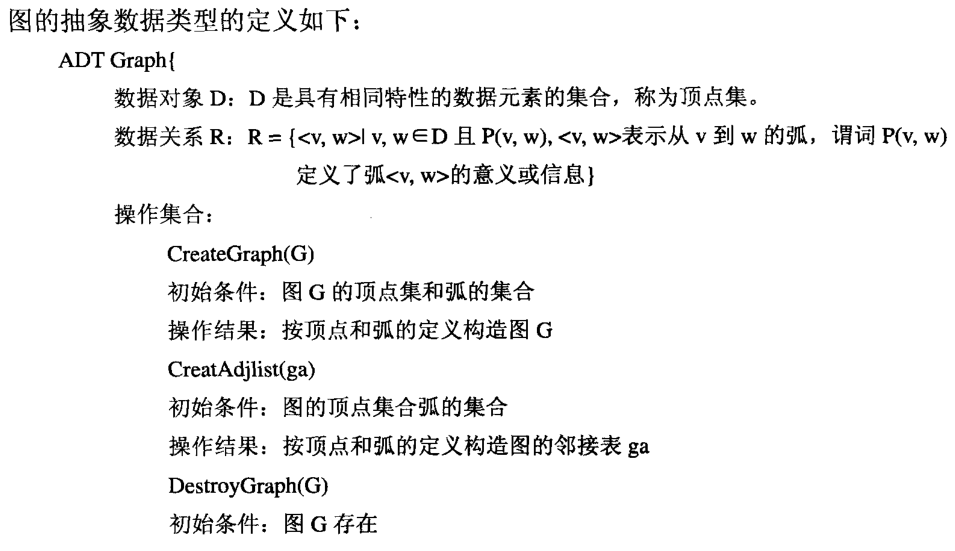 图的抽象数据类型的定义如下：
ADT Graph{
数据对象 D：D 是具有相同特性的数据元素的集合，称为顶点集。
数据关系 R：R = {<v, w>| v, w∈D 且 P(v, w), <v, w>表示从 v 到 w 的弧，谓词 P(v, w)
定义了弧<v, w>的意义或信息}
操作集合：
CreateGraph(G)
初始条件：图 G 的顶点集和弧的集合
操作结果：按顶点和弧的定义构造图 G
CreatAdjlist(ga)
初始条件：图的顶点集合弧的集合
操作结果：按顶点和弧的定义构造图的邻接表 ga
DestroyGraph(G)
初始条件：图 G 存在